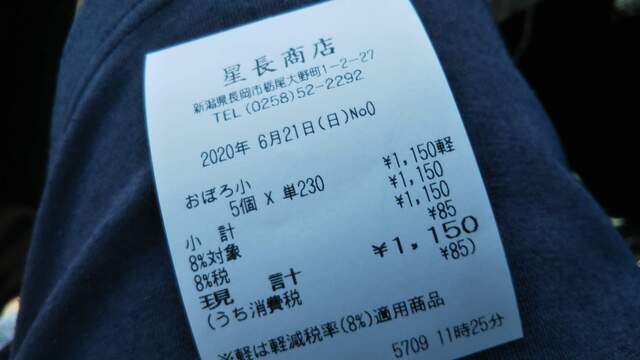 星長商店
新潟県長岡市栃尾大野町1-2-27
TEL (0258)52-2292
2020年 6月21日(日)No0
おぼろ小
5個 X 単230 ¥1,150軽
小 計 ¥1,150
8%対象 ¥1,150
8%税 ¥85
現 計 ¥1,150
(うち消費税 ¥85)
※軽は軽減税率(8%)適用商品
5709 11時25分